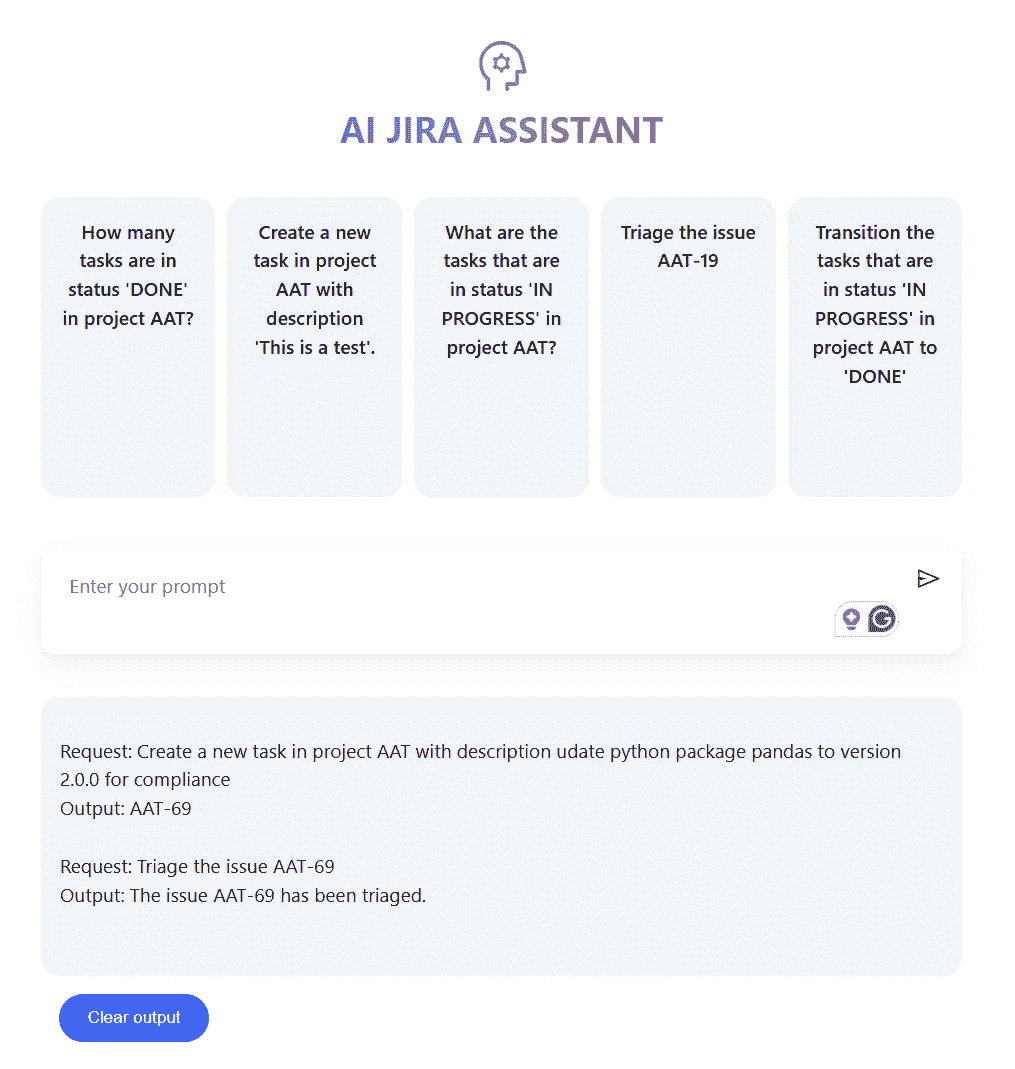 AI JIRA ASSISTANT
How many
tasks are in
status 'DONE'
in project AAT?
Create a new
task in project
AAT with
description
'This is a test'.
What are the
tasks that are
in status 'IN
PROGRESS' in
project AAT?
Triage the issue
AAT-19
Transition the
tasks that are
in status 'IN
PROGRESS' in
project AAT to
'DONE'
Enter your prompt
Request: Create a new task in project AAT with description udate python package pandas to version
2.0.0 for compliance
Output: AAT-69
Request: Triage the issue AAT-69
Output: The issue AAT-69 has been triaged.
Clear output